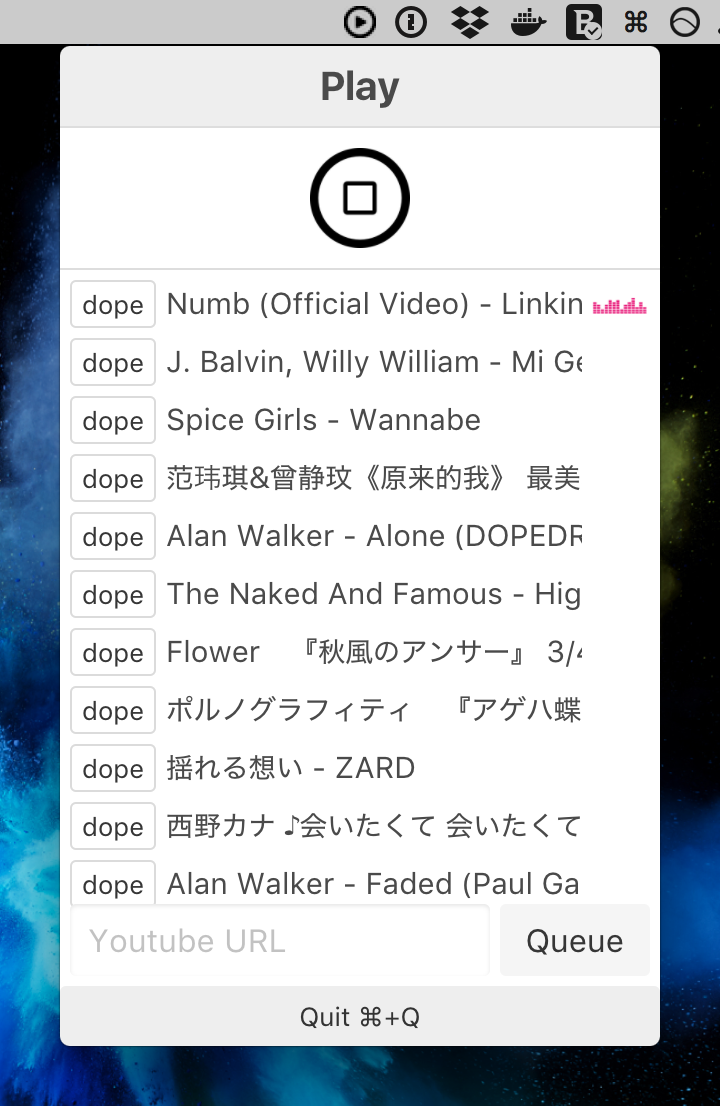 Play
dope Numb (Official Video) - Linkin
dope J. Balvin, Willy William - Mi Ge
dope Spice Girls - Wannabe
dope 范玮琪&曾静玟《原来的我》 最美
dope Alan Walker - Alone (DOPEDR
dope The Naked And Famous - Hig
dope Flower 『秋風のアンサー』 3/4
dope ポルノグラフィティ 『アゲハ蝶
dope 揺れる想い - ZARD
dope 西野カナ ♪会いたくて 会いたくて
dope Alan Walker - Faded (Paul Ga
Youtube URL Queue
Quit ⌘+Q